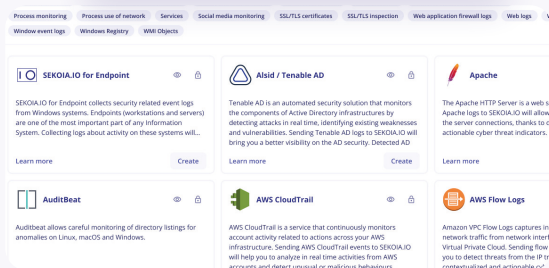 Process monitoring Process use of network Services Social media monitoring SSL/TLS certificates SSL/TLS inspection Web application firewall logs Web logs
Window event logs Windows Registry WMI Objects
SEKOIA.IO for Endpoint
SEKOIA.IO for Endpoint collects security related event logs
from Windows systems. Endpoints (workstations and servers)
are one of the most important part of any Information
System. Collecting logs about activity on these systems will...
Learn more Create
Alsid / Tenable AD
Tenable AD is an automated security solution that monitors
the components of Active Directory infrastructures by
detecting attacks in real time, identifying existing weaknesses
and vulnerabilities. Sending Tenable AD logs to SEKOIA.IO will
bring you a better visibility on the AD security. Detected AD
Learn more Create
Apache
The Apache HTTP Server is a web s
Apache logs to SEKOIA.IO will allow
the server connections, thanks to
actionable cyber threat indicators.
Learn more
AuditBeat
Auditbeat allows careful monitoring of directory listings for
anomalies on Linux, macOS and Windows.
AWS CloudTrail
AWS CloudTrail is a service that continuously monitors
account activity related to actions across your AWS
infrastructure. Sending AWS CloudTrail events to SEKOIA.IO
will help you to analyze in real time activities from AWS
accounts and detect unusual or malicious behaviours
AWS Flow Logs
Amazon VPC Flow Logs captures in
network traffic from network interf
Virtual Private Cloud. Sending flow
you to detect threats from the IP tr
contextualized and actionable